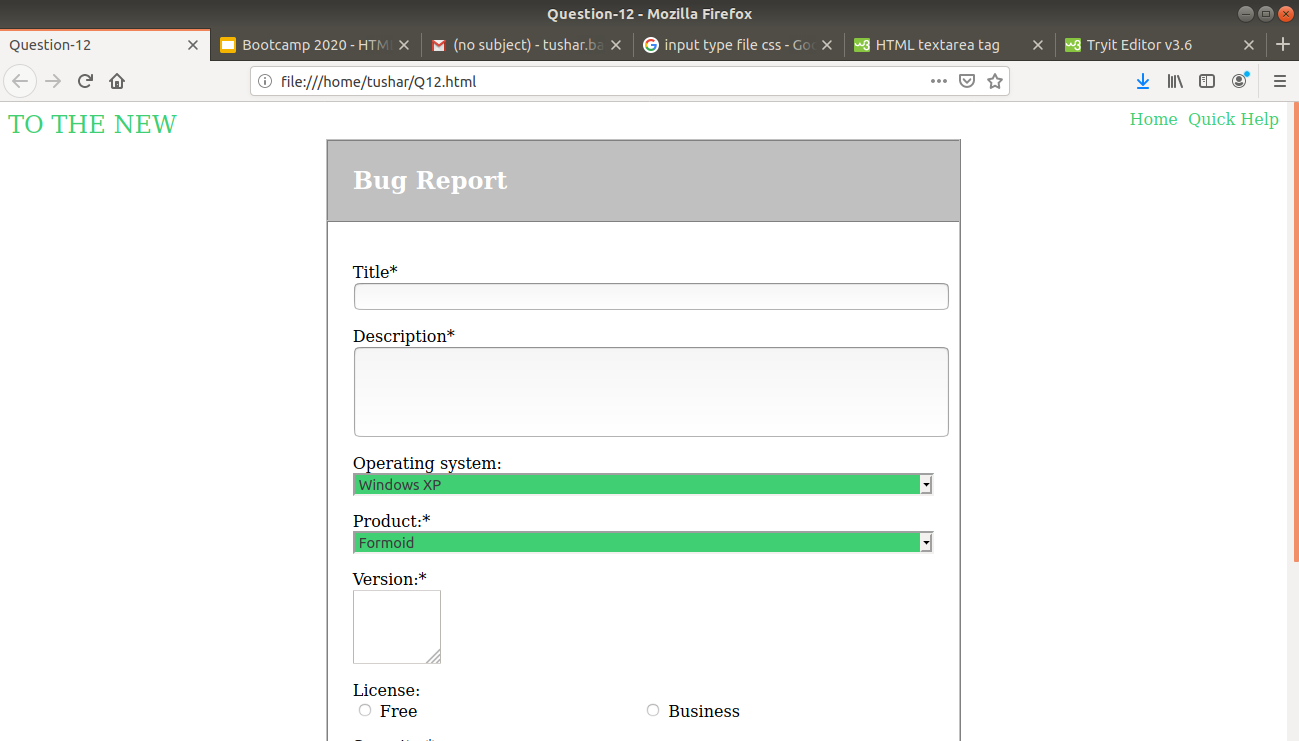 Question-12 - Mozilla Firefox
Question-12
Bootcamp 2020 - HTM
(no subject) - tushar.ba
input type file css - Goo
HTML textarea tag
Tryit Editor v3.6
file:///home/tushar/Q12.html
TO THE NEW
Home Quick Help
Bug Report
Title*
Description*
Operating system:
Windows XP
Product:*
Formoid
Version:*
License:
Free
Business